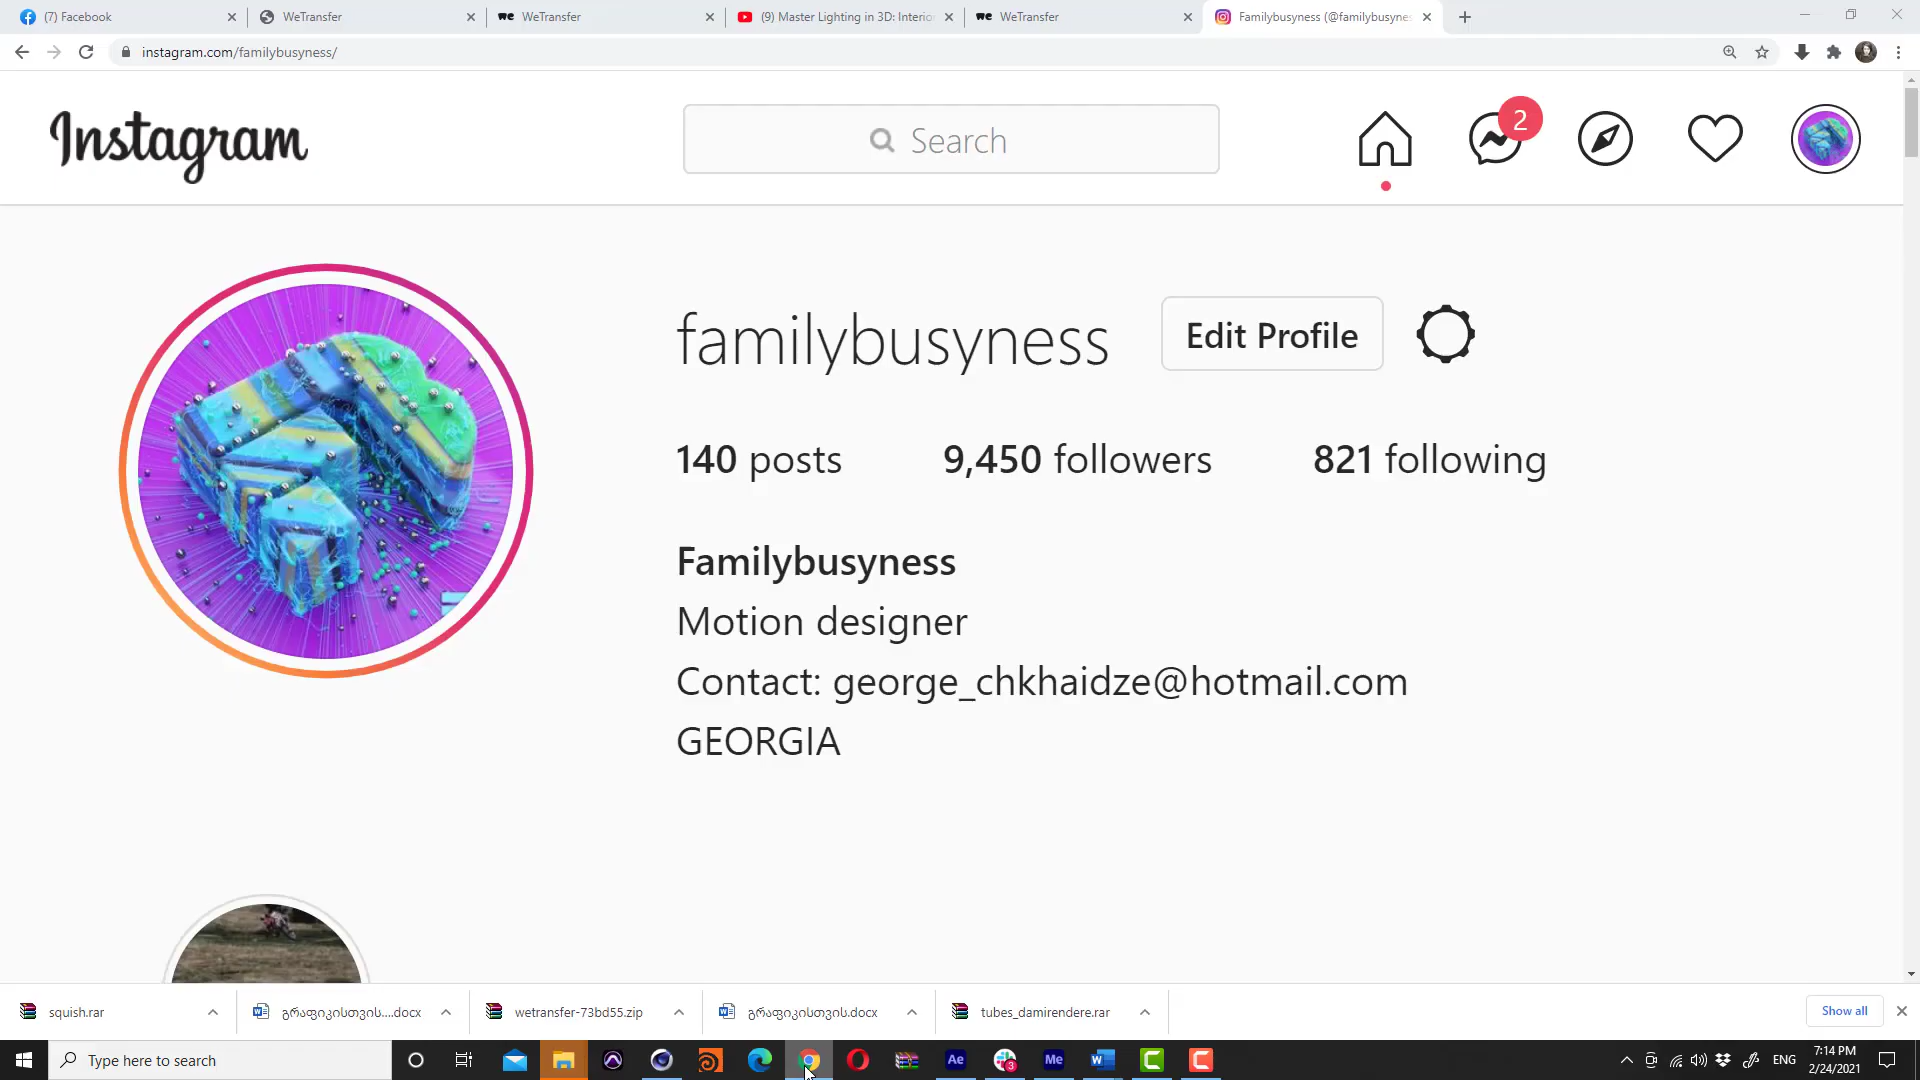 (7) Facebook
WeTransfer
WeTransfer
(9) Master Lighting in 3D: Interio
WeTransfer
Familybusyness (@familybusynes
instagram.com/familybusyness/
Instagram
Search
2
familybusyness
Edit Profile
140 posts
9,450 followers
821 following
Familybusyness
Motion designer
Contact: george_chkhaidze@hotmail.com
GEORGIA
squish.rar
გრაფიკისთვის....docx
wetransfer-73bd55.zip
გრაფიკისთვის.docx
tubes_damirendere.rar
Show all
Type here to search
Ae
3
Me
W
C
C
ENG
7:14 PM
2/24/2021